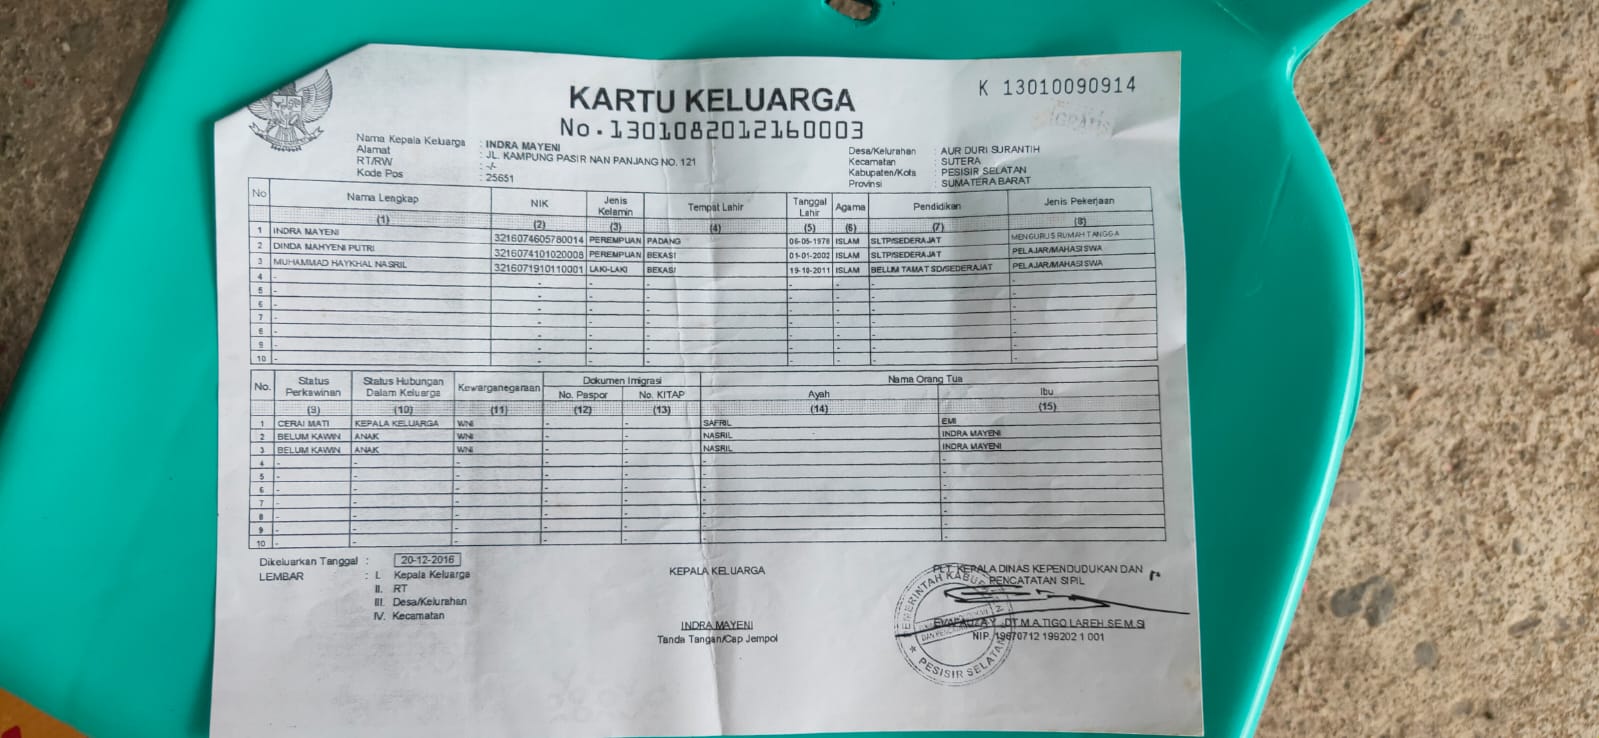 KARTU KELUARGA
No.1301082012160003
K 13010090914
GRATIS
Nama Kepala Keluarga : INDRA MAYENI
Alamat : JL. KAMPUNG PASIR NAN PANJANG NO. 121
RT/RW : -/-
Kode Pos : 25651
Desa/Kelurahan : AUR DURI SURANTIH
Kecamatan : SUTERA
Kabupaten/Kota : PESISIR SELATAN
Provinsi : SUMATERA BARAT
No Nama Lengkap NIK Jenis Kelamin Tempat Lahir Tanggal Lahir Agama Pendidikan Jenis Pekerjaan
(1) (2) (3) (4) (5) (6) (7) (8)
1 INDRA MAYENI 3216074605780014 PEREMPUAN PADANG 06-05-1978 ISLAM SLTP/SEDERAJAT MENGURUS RUMAH TANGGA
2 DINDA MAHYENI PUTRI 3216074101020008 PEREMPUAN BEKASI 01-01-2002 ISLAM SLTP/SEDERAJAT PELAJAR/MAHASISWA
3 MUHAMMAD HAYKHAL NASRIL 3216071910110001 LAKI-LAKI BEKASI 19-10-2011 ISLAM BELUM TAMAT SD/SEDERAJAT PELAJAR/MAHASISWA
4 - - - - - - - -
5 - - - - - - - -
6 - - - - - - - -
7 - - - - - - - -
8 - - - - - - - -
9 - - - - - - - -
10 - - - - - - - -
No. Status Perkawinan Status Hubungan Dalam Keluarga Kewarganegaraan Dokumen Imigrasi Nama Orang Tua
No. Paspor No. KITAP Ayah Ibu
(9) (10) (11) (12) (13) (14) (15)
1 CERAI MATI KEPALA KELUARGA WNI - - SAFRIL EMI
2 BELUM KAWIN ANAK WNI - - NASRIL INDRA MAYENI
3 BELUM KAWIN ANAK WNI - - NASRIL INDRA MAYENI
4 - - - - - - -
5 - - - - - - -
6 - - - - - - -
7 - - - - - - -
8 - - - - - - -
9 - - - - - - -
10 - - - - - - -
Dikeluarkan Tanggal : 20-12-2016
LEMBAR : I. Kepala Keluarga
II. RT
III. Desa/Kelurahan
IV. Kecamatan
KEPALA KELUARGA
INDRA MAYENI
Tanda Tangan/Cap Jempol
PLT. KEPALA DINAS KEPENDUDUKAN DAN
PENCATATAN SIPIL
DT.MA.TIGO LAREH.SE.M.SI
NIP. 19670712 199202 1 001
PEMERINTAH
PESISIR SELATAN